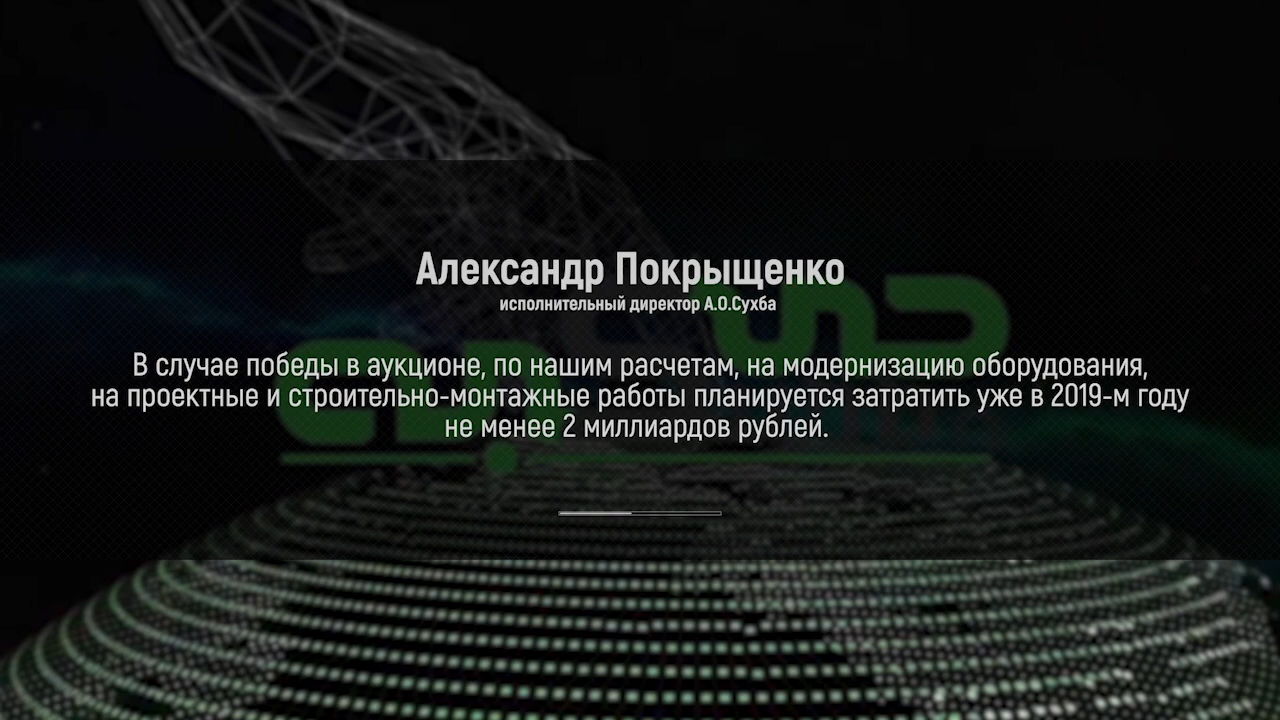 Александр Покрыщенко
исполнительный директор А.О.Сухба
В случае победы в аукционе, по нашим расчетам, на модернизацию оборудования,
на проектные и строительно-монтажные работы планируется затратить уже в 2019-м году
не менее 2 миллиардов рублей.